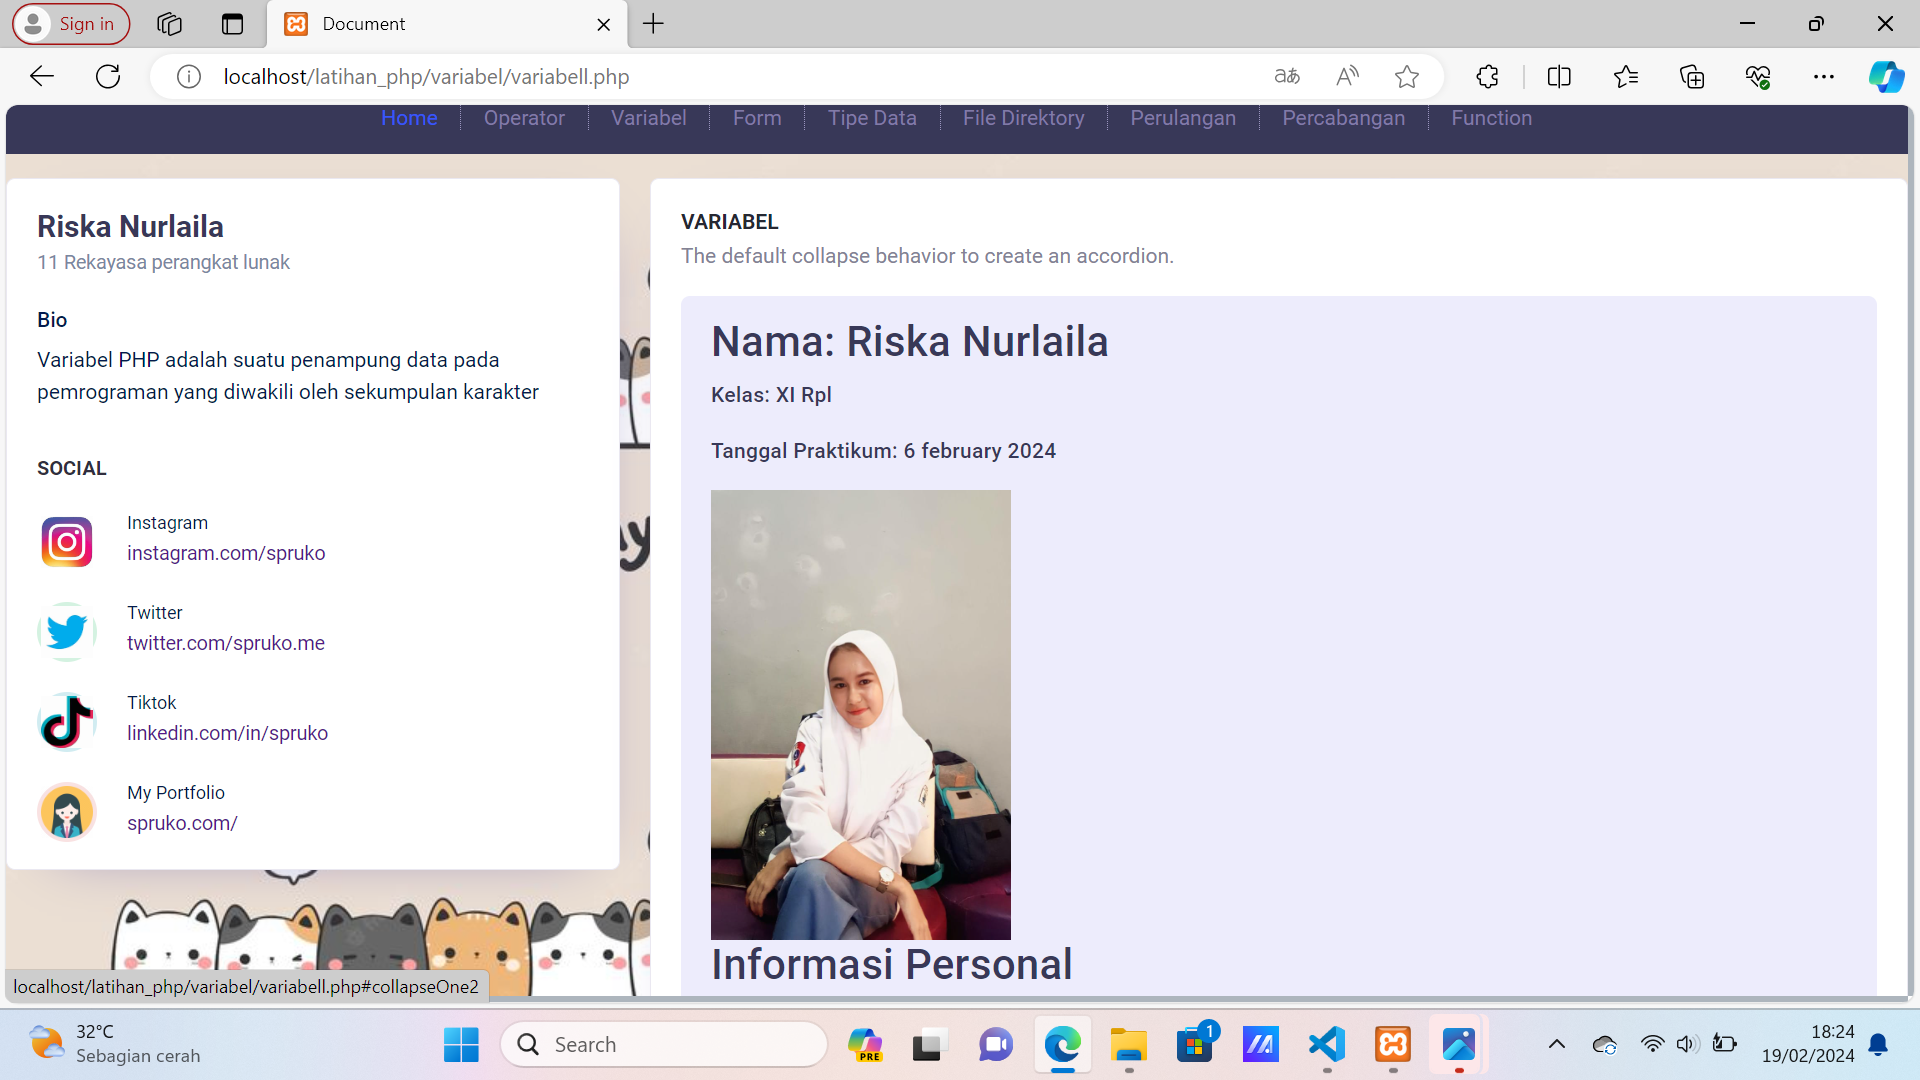 Sign in
Document
localhost/latihan_php/variabel/variabell.php
aあ
Home
Operator
Variabel
Form
Tipe Data
File Direktory
Perulangan
Percabangan
Function
Riska Nurlaila
11 Rekayasa perangkat lunak
Bio
Variabel PHP adalah suatu penampung data pada
pemrograman yang diwakili oleh sekumpulan karakter
SOCIAL
Instagram
instagram.com/spruko
Twitter
twitter.com/spruko.me
Tiktok
linkedin.com/in/spruko
My Portfolio
spruko.com/
VARIABEL
The default collapse behavior to create an accordion.
Nama: Riska Nurlaila
Kelas: XI Rpl
Tanggal Praktikum: 6 february 2024
Informasi Personal
localhost/latihan_php/variabel/variabell.php#collapseOne2
32°C
Sebagian cerah
Search
PRE
1
18:24
19/02/2024